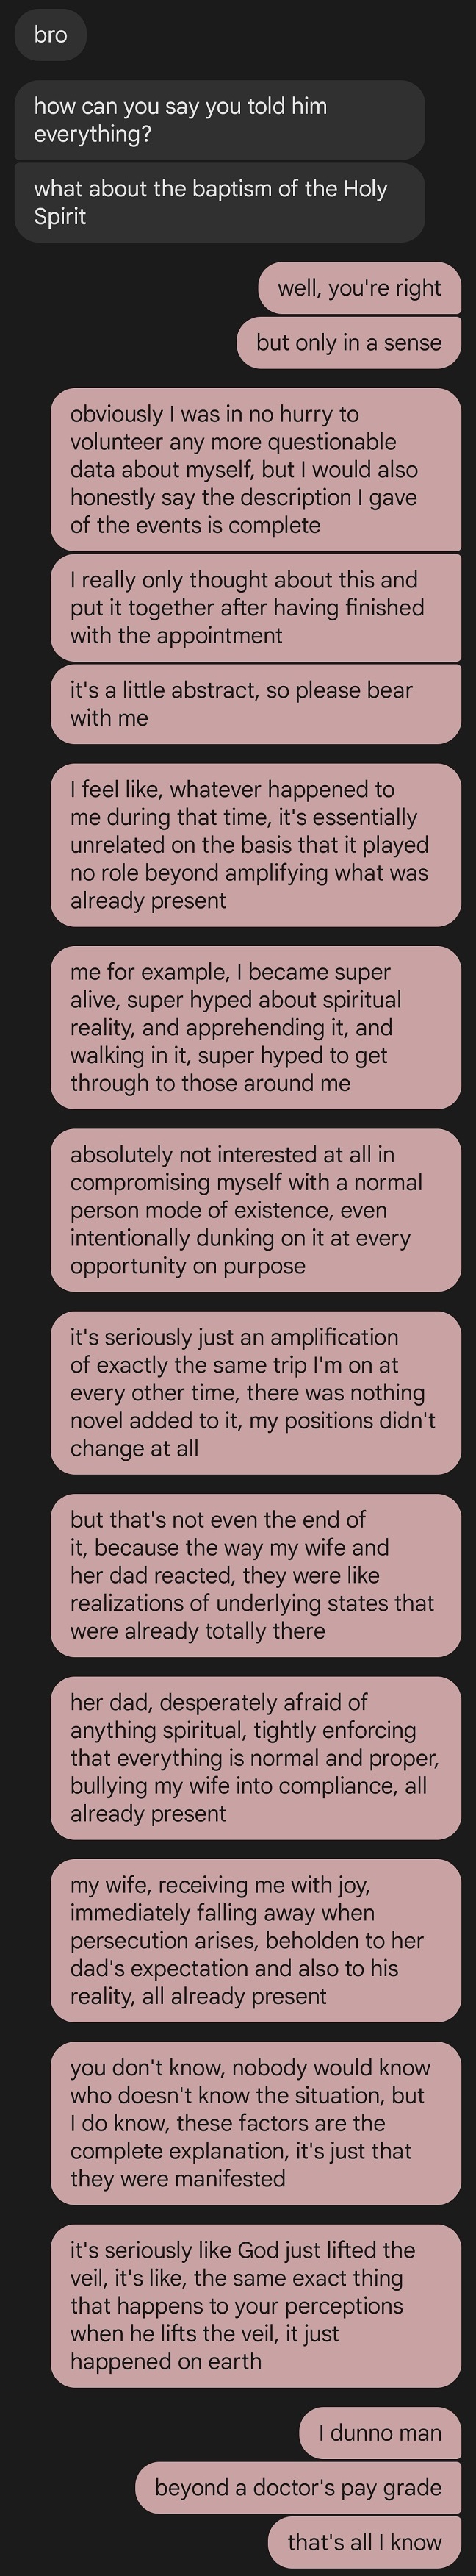 bro
how can you say you told him
everything?
what about the baptism of the Holy
Spirit
well, you're right
but only in a sense
obviously I was in no hurry to
volunteer any more questionable
data about myself, but I would also
honestly say the description I gave
of the events is complete
I really only thought about this and
put it together after having finished
with the appointment
it's a little abstract, so please bear
with me
I feel like, whatever happened to
me during that time, it's essentially
unrelated on the basis that it played
no role beyond amplifying what was
already present
me for example, I became super
alive, super hyped about spiritual
reality, and apprehending it, and
walking in it, super hyped to get
through to those around me
absolutely not interested at all in
compromising myself with a normal
person mode of existence, even
intentionally dunking on it at every
opportunity on purpose
it's seriously just an amplification
of exactly the same trip I'm on at
every other time, there was nothing
novel added to it, my positions didn't
change at all
but that's not even the end of
it, because the way my wife and
her dad reacted, they were like
realizations of underlying states that
were already totally there
her dad, desperately afraid of
anything spiritual, tightly enforcing
that everything is normal and proper,
bullying my wife into compliance, all
already present
my wife, receiving me with joy,
immediately falling away when
persecution arises, beholden to her
dad's expectation and also to his
reality, all already present
you don't know, nobody would know
who doesn't know the situation, but
I do know, these factors are the
complete explanation, it's just that
they were manifested
it's seriously like God just lifted the
veil, it's like, the same exact thing
that happens to your perceptions
when he lifts the veil, it just
happened on earth
I dunno man
beyond a doctor's pay grade
that's all I know